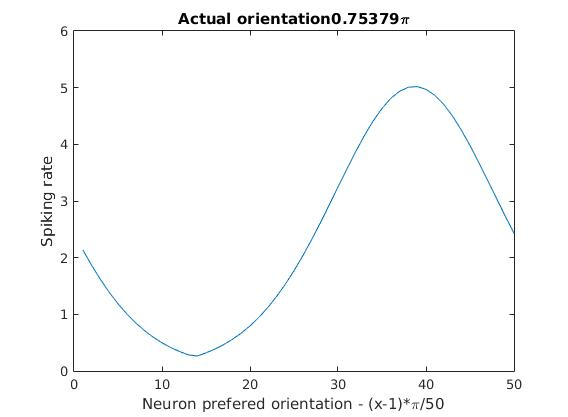 Actual orientation0.75379π
6
5
4
3
2
1
0
Spiking rate
0 10 20 30 40 50
Neuron prefered orientation - (x-1)*π/50